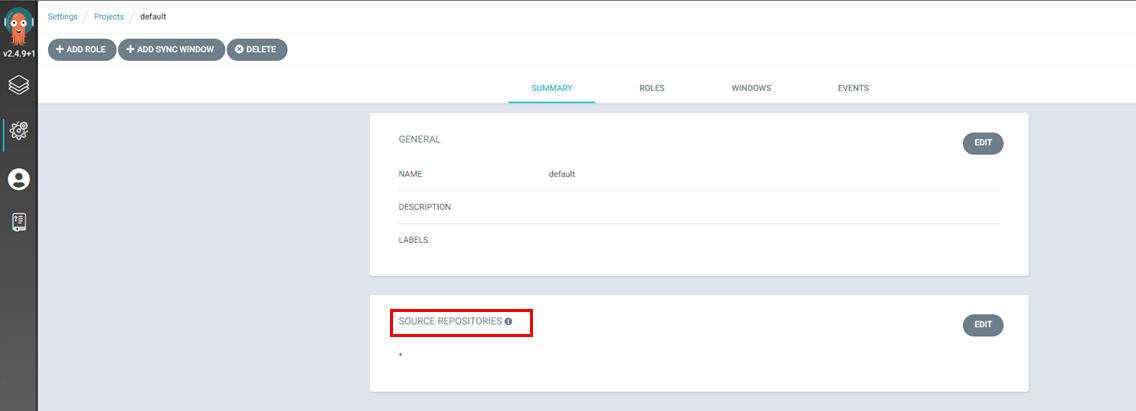 Settings / Projects / default
v2.4.9+1
+ ADD ROLE + ADD SYNC WINDOW DELETE
SUMMARY ROLES WINDOWS EVENTS
GENERAL EDIT
NAME default
DESCRIPTION
LABELS
SOURCE REPOSITORIES EDIT
*